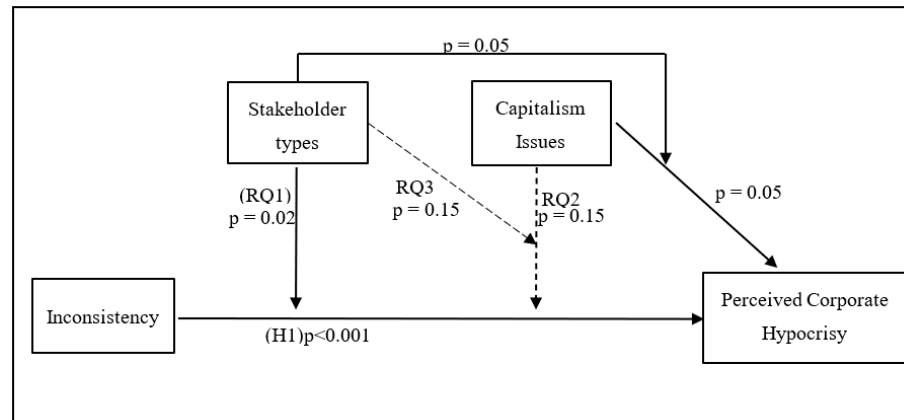 p = 0.05
Stakeholder
types
Capitalism
Issues
(RQ1)
p = 0.02
RQ3
p = 0.15
RQ2
p = 0.15
p = 0.05
Inconsistency
(H1)p<0.001
Perceived Corporate
Hypocrisy